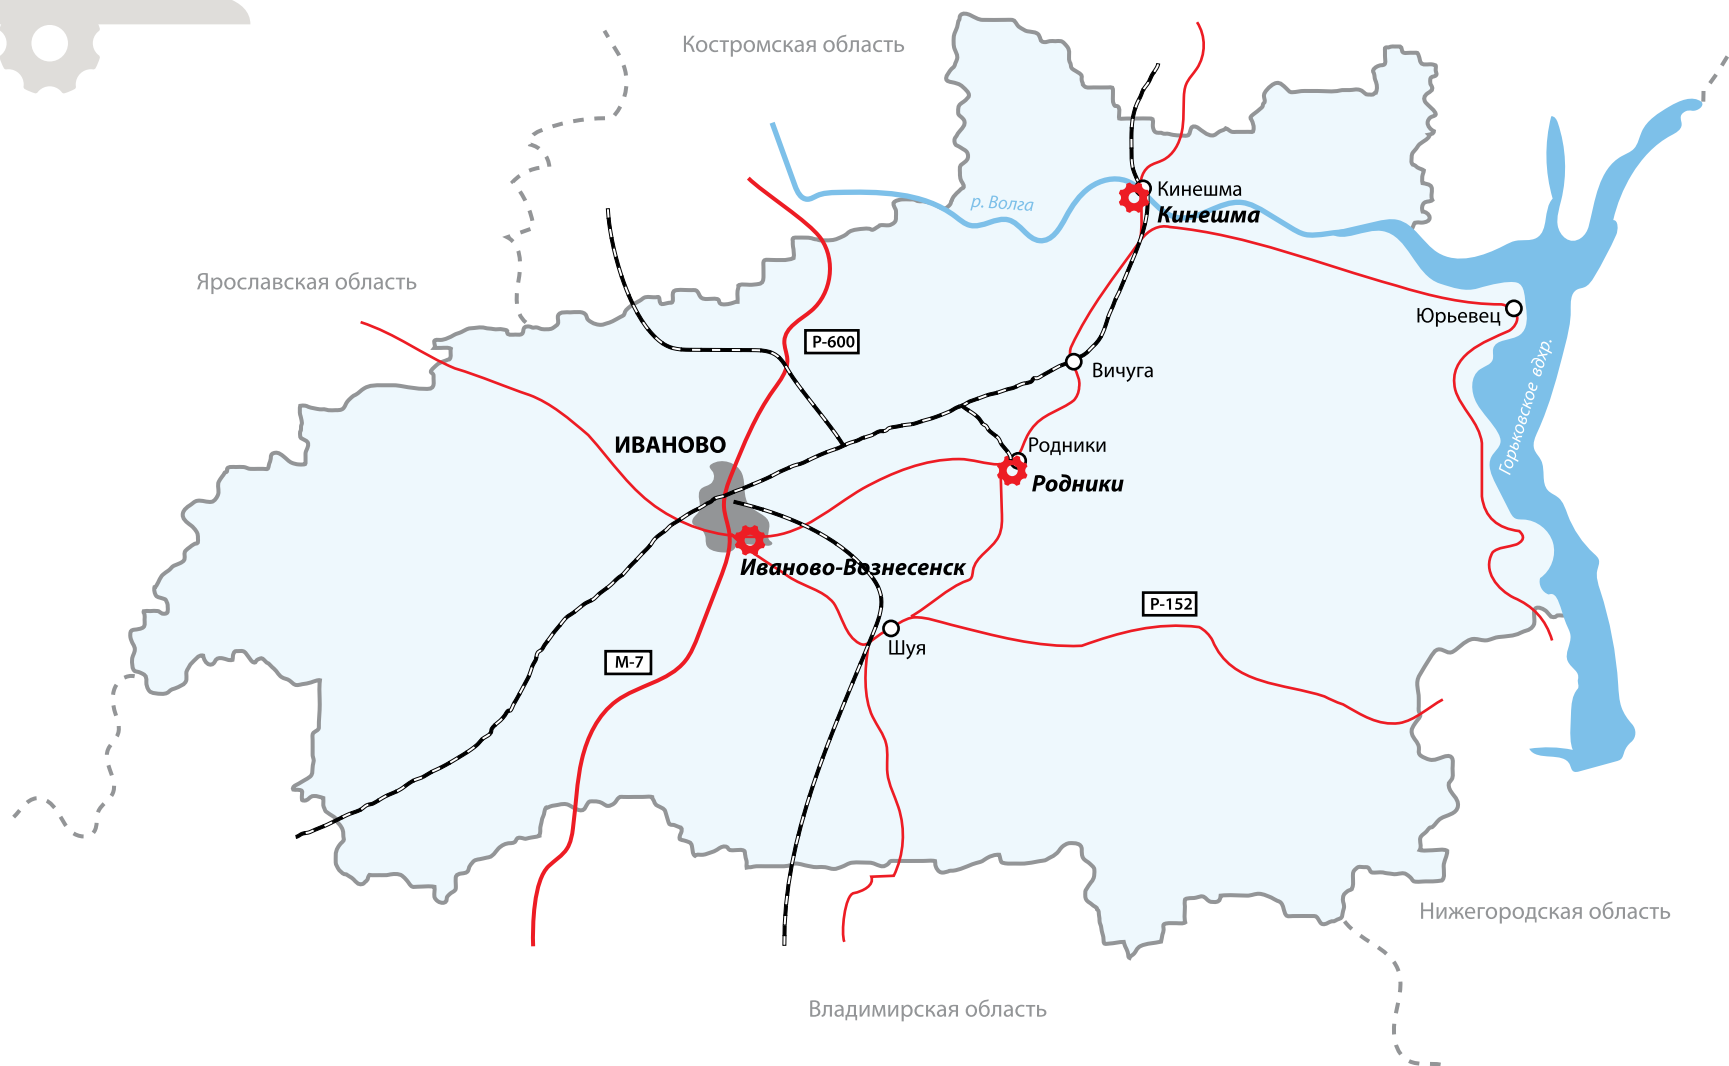 Костромская область
Кинешма
р. Волга
Кинешма
Ярославская область
Юрьевец
Р-600
Вичуга
Горьковское вдхр.
ИВАНОВО
Родники
Родники
Иваново-Вознесенск
Р-152
Шуя
М-7
Нижегородская область
Владимирская область